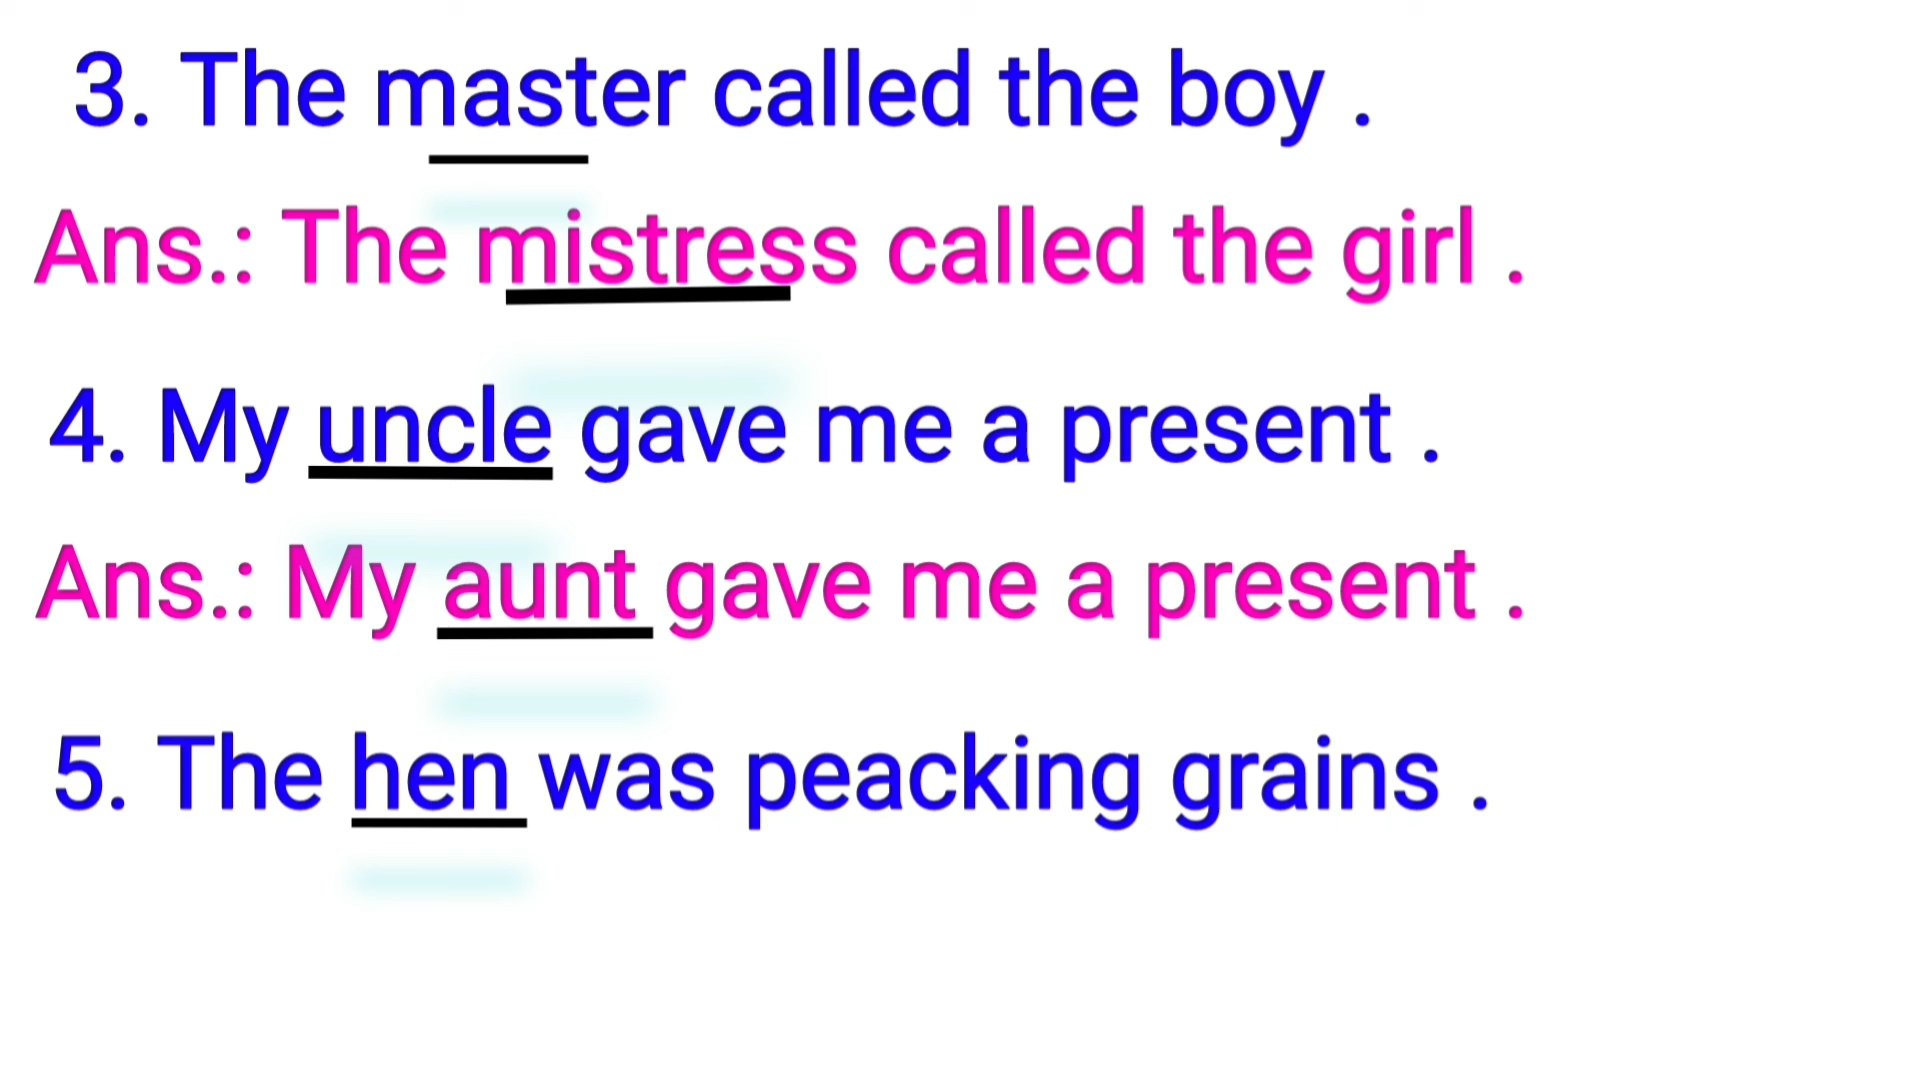 3. The master called the boy .
Ans.: The mistress called the girl .
4. My uncle gave me a present .
Ans.: My aunt gave me a present .
5. The hen was peacking grains .